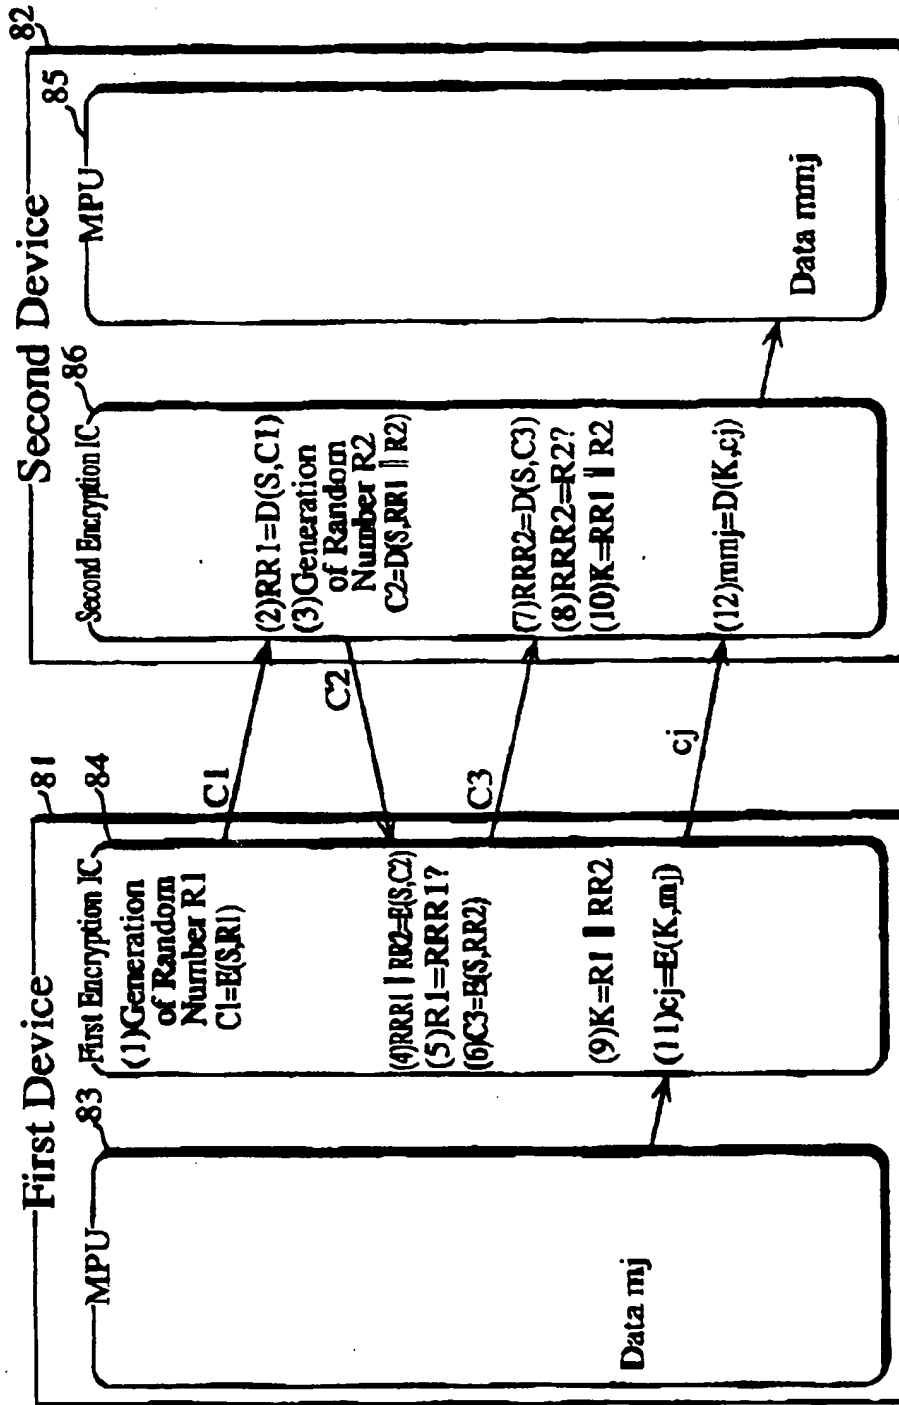 First Device
81
MPU
83
Data mj
First Encryption IC
84
(1)Generation
of Random
Number R1
C1=E(S,R1)
(4)RRR1 || RR2=E(S,C2)
(5)R1=RRR1?
(6)C3=E(S,RR2)
(9)K=R1 || RR2
(11)cj=E(K,mj)
C1
C2
C3
cj
Second Device
82
Second Encryption IC
86
(2)RR1=D(S,C1)
(3)Generation
of Random
Number R2
C2=D(S,RR1 || R2)
(7)RRR2=D(S,C3)
(8)RRR2=R2?
(10)K=RR1 || R2
(12)mmj=D(K,cj)
MPU
85
Data mmj